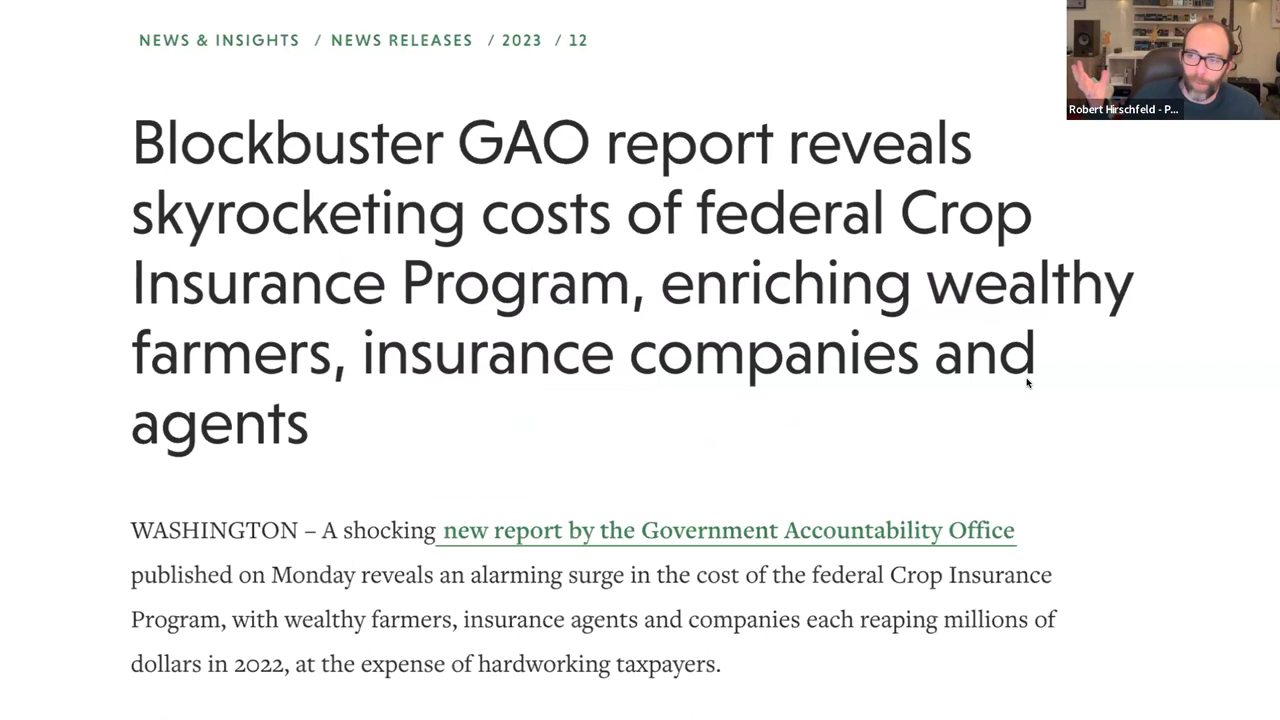 NEWS & INSIGHTS / NEWS RELEASES / 2023 / 12
Robert Hirschfeld - P...
Blockbuster GAO report reveals
skyrocketing costs of federal Crop
Insurance Program, enriching wealthy
farmers, insurance companies and
agents
WASHINGTON – A shocking new report by the Government Accountability Office
published on Monday reveals an alarming surge in the cost of the federal Crop Insurance
Program, with wealthy farmers, insurance agents and companies each reaping millions of
dollars in 2022, at the expense of hardworking taxpayers.